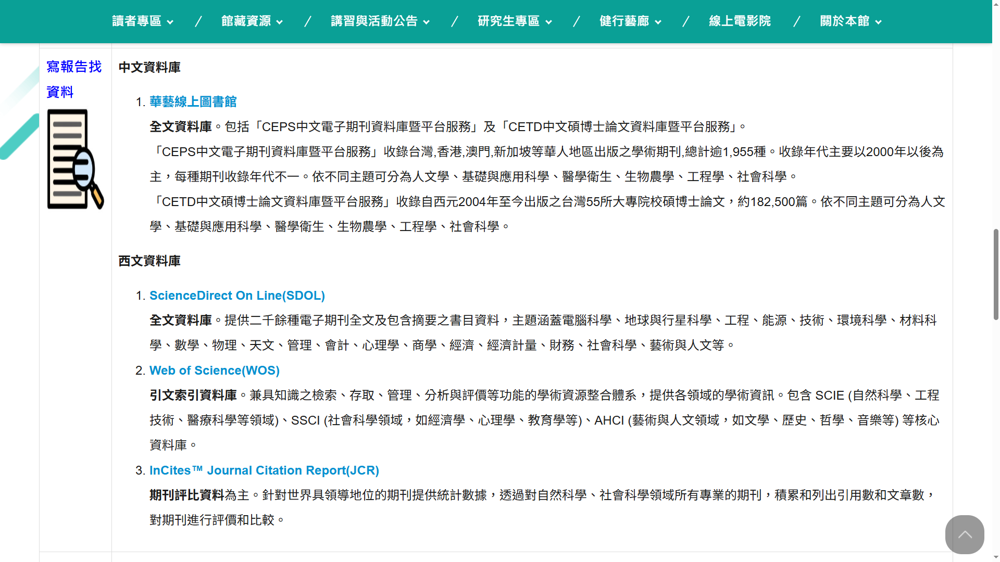 讀者專區 / 館藏資源 / 講習與活動公告 / 研究生專區 / 健行藝廊 / 線上電影院 / 關於本館
寫報告找
資料
中文資料庫
1. 華藝線上圖書館
全文資料庫。包括「CEPS中文電子期刊資料庫暨平台服務」及「CETD中文碩博士論文資料庫暨平台服務」。
「CEPS中文電子期刊資料庫暨平台服務」收錄台灣,香港,澳門,新加坡等華人地區出版之學術期刊,總計逾1,955種。收錄年代主要以2000年以後為
主，每種期刊收錄年代不一。依不同主題可分為人文學、基礎與應用科學、醫學衛生、生物農學、工程學、社會科學。
「CETD中文碩博士論文資料庫暨平台服務」收錄自西元2004年至今出版之台灣55所大專院校碩博士論文，約182,500篇。依不同主題可分為人文
學、基礎與應用科學、醫學衛生、生物農學、工程學、社會科學。
西文資料庫
1. ScienceDirect On Line(SDOL)
全文資料庫。提供二千餘種電子期刊全文及包含摘要之書目資料，主題涵蓋電腦科學、地球與行星科學、工程、能源、技術、環境科學、材料科
學、數學、物理、天文、管理、會計、心理學、商學、經濟、經濟計量、財務、社會科學、藝術與人文等。
2. Web of Science(WOS)
引文索引資料庫。兼具知識之檢索、存取、管理、分析與評價等功能的學術資源整合體系，提供各領域的學術資訊。包含 SCIE (自然科學、工程
技術、醫療科學等領域)、SSCI (社會科學領域，如經濟學、心理學、教育學等)、AHCI (藝術與人文領域，如文學、歷史、哲學、音樂等) 等核心
資料庫。
3. InCites™ Journal Citation Report(JCR)
期刊評比資料為主。針對世界具領導地位的期刊提供統計數據，透過對自然科學、社會科學領域所有專業的期刊，積累和列出引用數和文章數，
對期刊進行評價和比較。